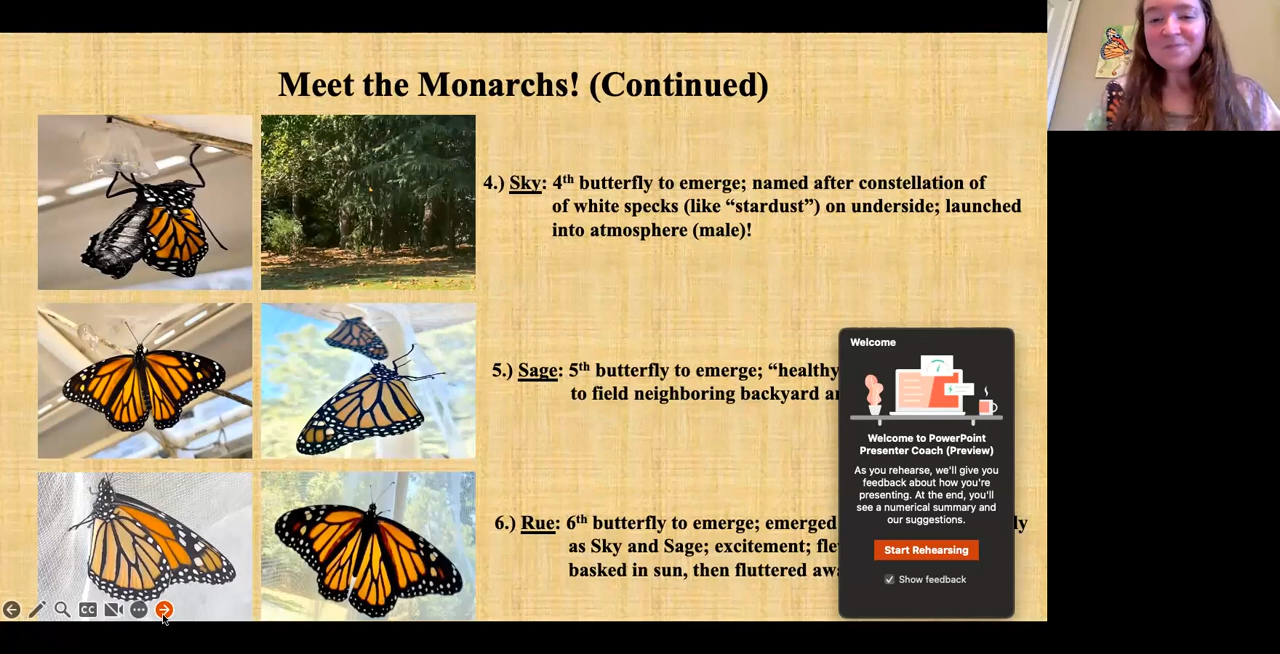 Meet the Monarchs! (Continued)
4.) Sky: 4th butterfly to emerge; named after constellation of
of white specks (like “stardust”) on underside; launched
into atmosphere (male)!
5.) Sage: 5th butterfly to emerge; “healthy
to field neighboring backyard
6.) Rue: 6th butterfly to emerge; emerged
as Sky and Sage; excitement;
basked in sun, then fluttered
Welcome
Welcome to PowerPoint
Presenter Coach (Preview)
As you rehearse, we'll give you
feedback about how you're
presenting. At the end, you'll
see a numerical summary and
our suggestions.
Start Rehearsing
Show feedback
CC